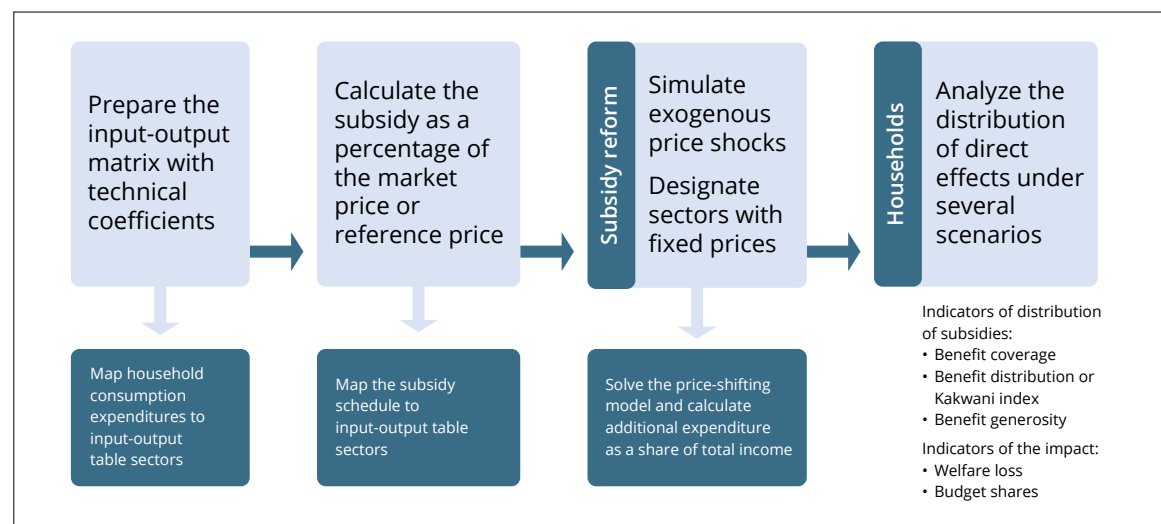 Prepare the
input-output
matrix with
technical
coefficients
Map household
consumption
expenditures to
input-output
table sectors
Calculate the
subsidy as a
percentage of
the market
price or
reference price
Map the subsidy
schedule to
input-output table
sectors
Subsidy reform
Simulate
exogenous
price shocks
Designate
sectors with
fixed prices
Solve the price-shifting
model and calculate
additional expenditure
as a share of total income
Households
Analyze the
distribution
of direct
effects under
several
scenarios
Indicators of distribution
of subsidies:
• Benefit coverage
• Benefit distribution or
Kakwani index
• Benefit generosity
Indicators of the impact:
• Welfare loss
• Budget shares